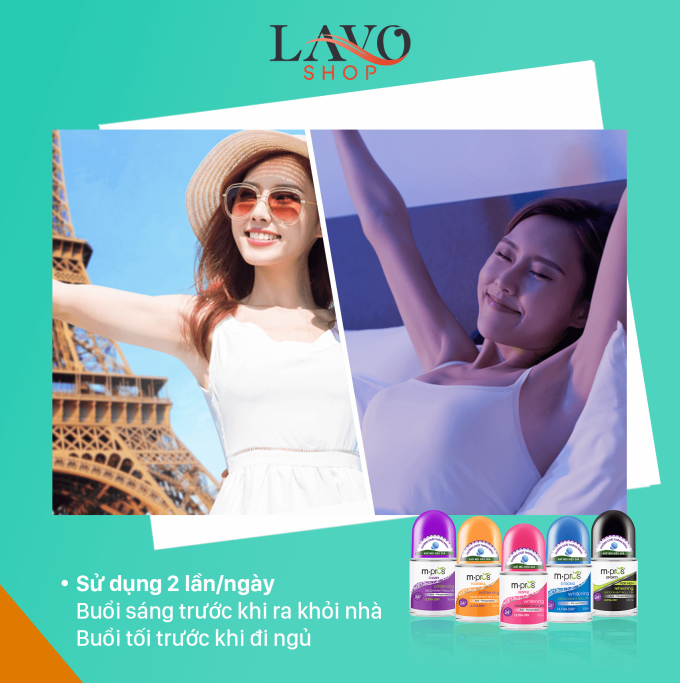 LAVO
SHOP
• Sử dụng 2 lần/ngày
Buổi sáng trước khi ra khỏi nhà
Buổi tối trước khi đi ngủ
m·pros m·pros m·pros m·pros m·pros